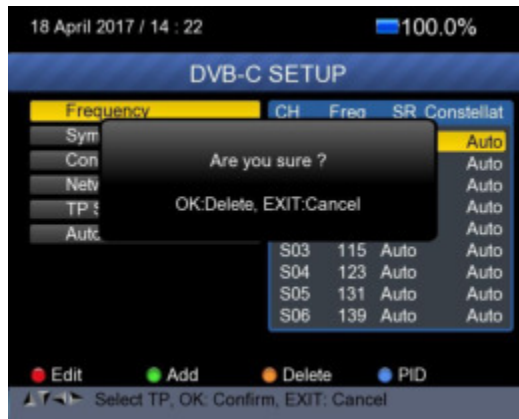 18 April 2017 / 14 : 22 100.0%
DVB-C SETUP
Frequency
CH Freq SR Constellat
Auto
Auto
Auto
Auto
Auto
Are you sure ?
OK:Delete, EXIT:Cancel
S03 115 Auto Auto
S04 123 Auto Auto
S05 131 Auto Auto
S06 139 Auto Auto
Edit Add Delete PID
Select TP, OK: Confirm, EXIT: Cancel